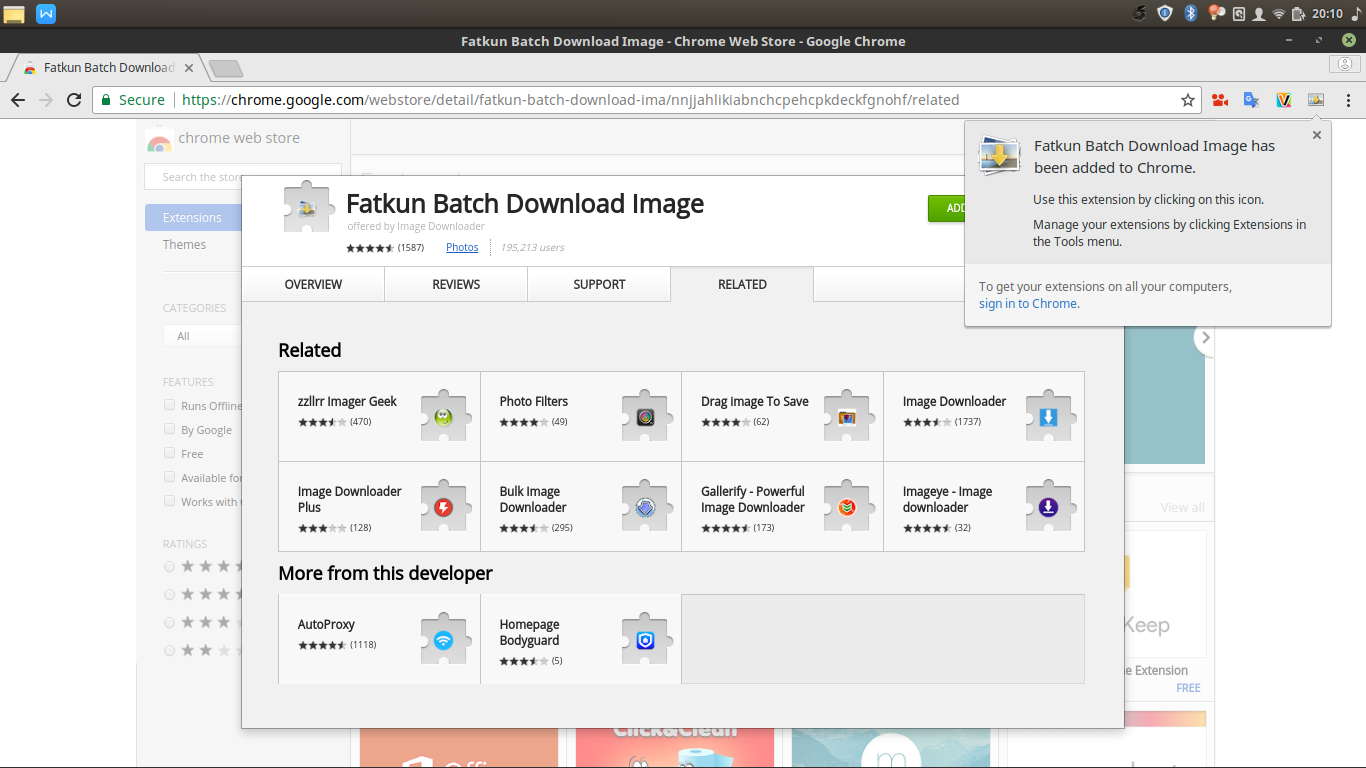 20:10
Fatkun Batch Download Image - Chrome Web Store - Google Chrome
Fatkun Batch Download
Secure
https://chrome.google.com/webstore/detail/fatkun-batch-download-ima/nnjjahlikiabnchcpehcpkdeckfgnohf/related
chrome web store
Search the store
Extensions
Themes
CATEGORIES
All
FEATURES
Runs Offline
By Google
Free
Available for
Works with
RATINGS
Fatkun Batch Download Image
offered by Image Downloader
(1587)
Photos
195,213 users
ADD
OVERVIEW
REVIEWS
SUPPORT
RELATED
Fatkun Batch Download Image has
been added to Chrome.
Use this extension by clicking on this icon.
Manage your extensions by clicking Extensions in
the Tools menu.
To get your extensions on all your computers,
sign in to Chrome.
Related
zzllrr Imager Geek
(470)
Photo Filters
(49)
Drag image To Save
(62)
Image Downloader
(1737)
Image Downloader
Plus
(128)
Bulk Image
Downloader
(295)
Gallerify - Powerful
Image Downloader
(173)
Imageye - Image
downloader
(32)
More from this developer
AutoProxy
(1118)
Homepage
Bodyguard
(5)
View all
Keep
Extension
FREE
Click&Clean